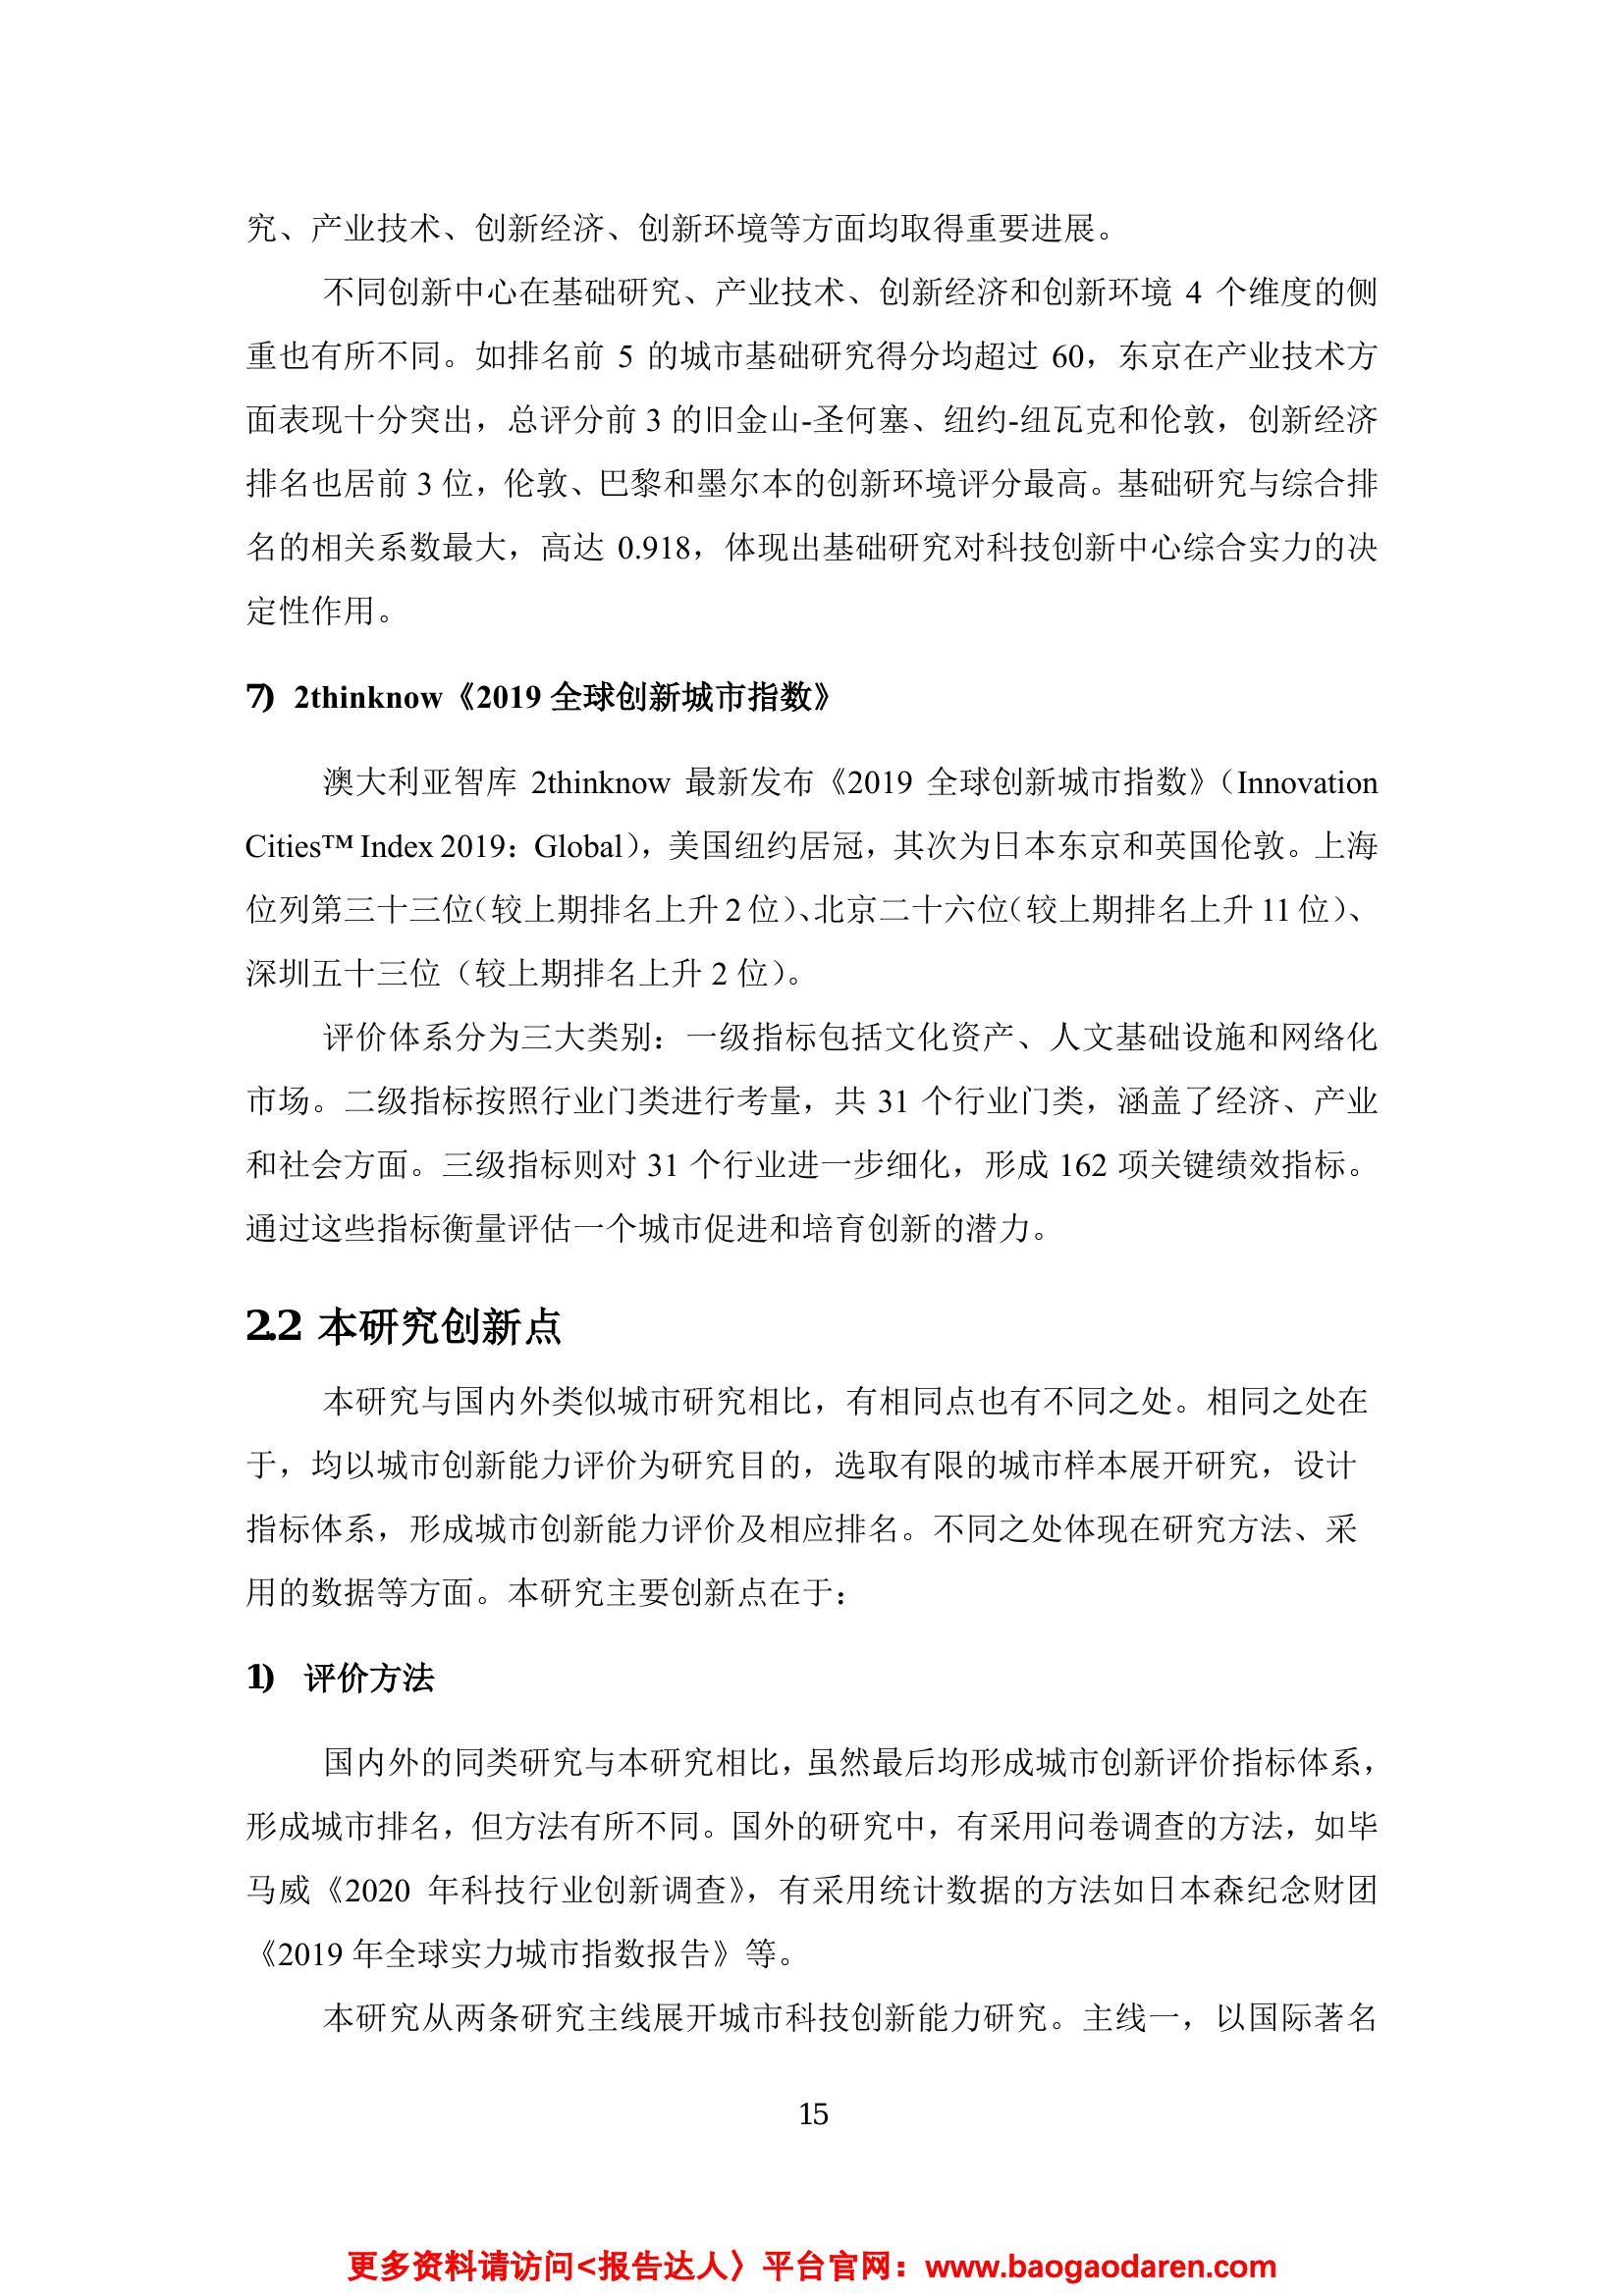 究、产业技术、创新经济、创新环境等方面均取得重要进展。
不同创新中心在基础研究、产业技术、创新经济和创新环境 4 个维度的侧
重也有所不同。如排名前 5 的城市基础研究得分均超过 60，东京在产业技术方
面表现十分突出，总评分前 3 的旧金山-圣何塞、纽约-纽瓦克和伦敦，创新经济
排名也居前 3 位，伦敦、巴黎和墨尔本的创新环境评分最高。基础研究与综合排
名的相关系数最大，高达 0.918，体现出基础研究对科技创新中心综合实力的决
定性作用。
7) 2thinknow《2019 全球创新城市指数》
澳大利亚智库 2thinknow 最新发布《2019 全球创新城市指数》（Innovation
Cities™ Index 2019：Global），美国纽约居冠，其次为日本东京和英国伦敦。上海
位列第三十三位（较上期排名上升 2 位）、北京二十六位（较上期排名上升 11 位）、
深圳五十三位（较上期排名上升 2 位）。
评价体系分为三大类别：一级指标包括文化资产、人文基础设施和网络化
市场。二级指标按照行业门类进行考量，共 31 个行业门类，涵盖了经济、产业
和社会方面。三级指标则对 31 个行业进一步细化，形成 162 项关键绩效指标。
通过这些指标衡量评估一个城市促进和培育创新的潜力。
2.2 本研究创新点
本研究与国内外类似城市研究相比，有相同点也有不同之处。相同之处在
于，均以城市创新能力评价为研究目的，选取有限的城市样本展开研究，设计
指标体系，形成城市创新能力评价及相应排名。不同之处体现在研究方法、采
用的数据等方面。本研究主要创新点在于：
1) 评价方法
国内外的同类研究与本研究相比，虽然最后均形成城市创新评价指标体系，
形成城市排名，但方法有所不同。国外的研究中，有采用问卷调查的方法，如毕
马威《2020 年科技行业创新调查》，有采用统计数据的方法如日本森纪念财团
《2019 年全球实力城市指数报告》等。
本研究从两条研究主线展开城市科技创新能力研究。主线一，以国际著名
15
更多资料请访问<报告达人〉平台官网：www.baogaodaren.com